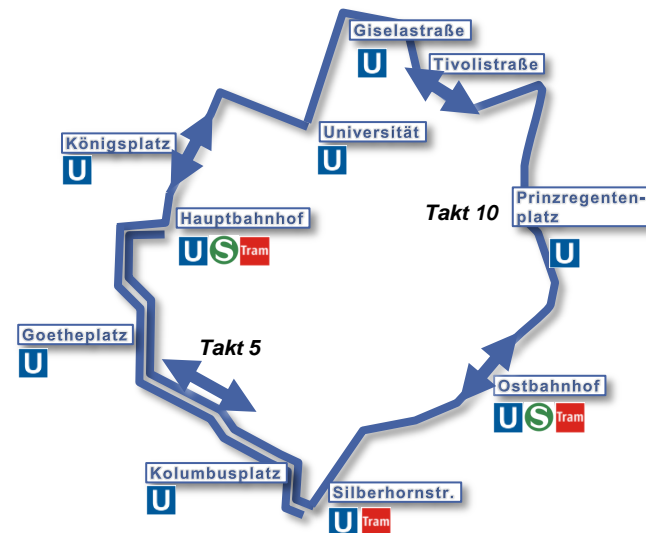 Giselastraße
U
Tivolistraße
Universität
U
Königsplatz
U
Takt 10
Prinzregenten-
platz
U
Hauptbahnhof
U S Tram
Goetheplatz
U
Takt 5
Ostbahnhof
U S Tram
Kolumbusplatz
U
Silberhornstr.
U Tram